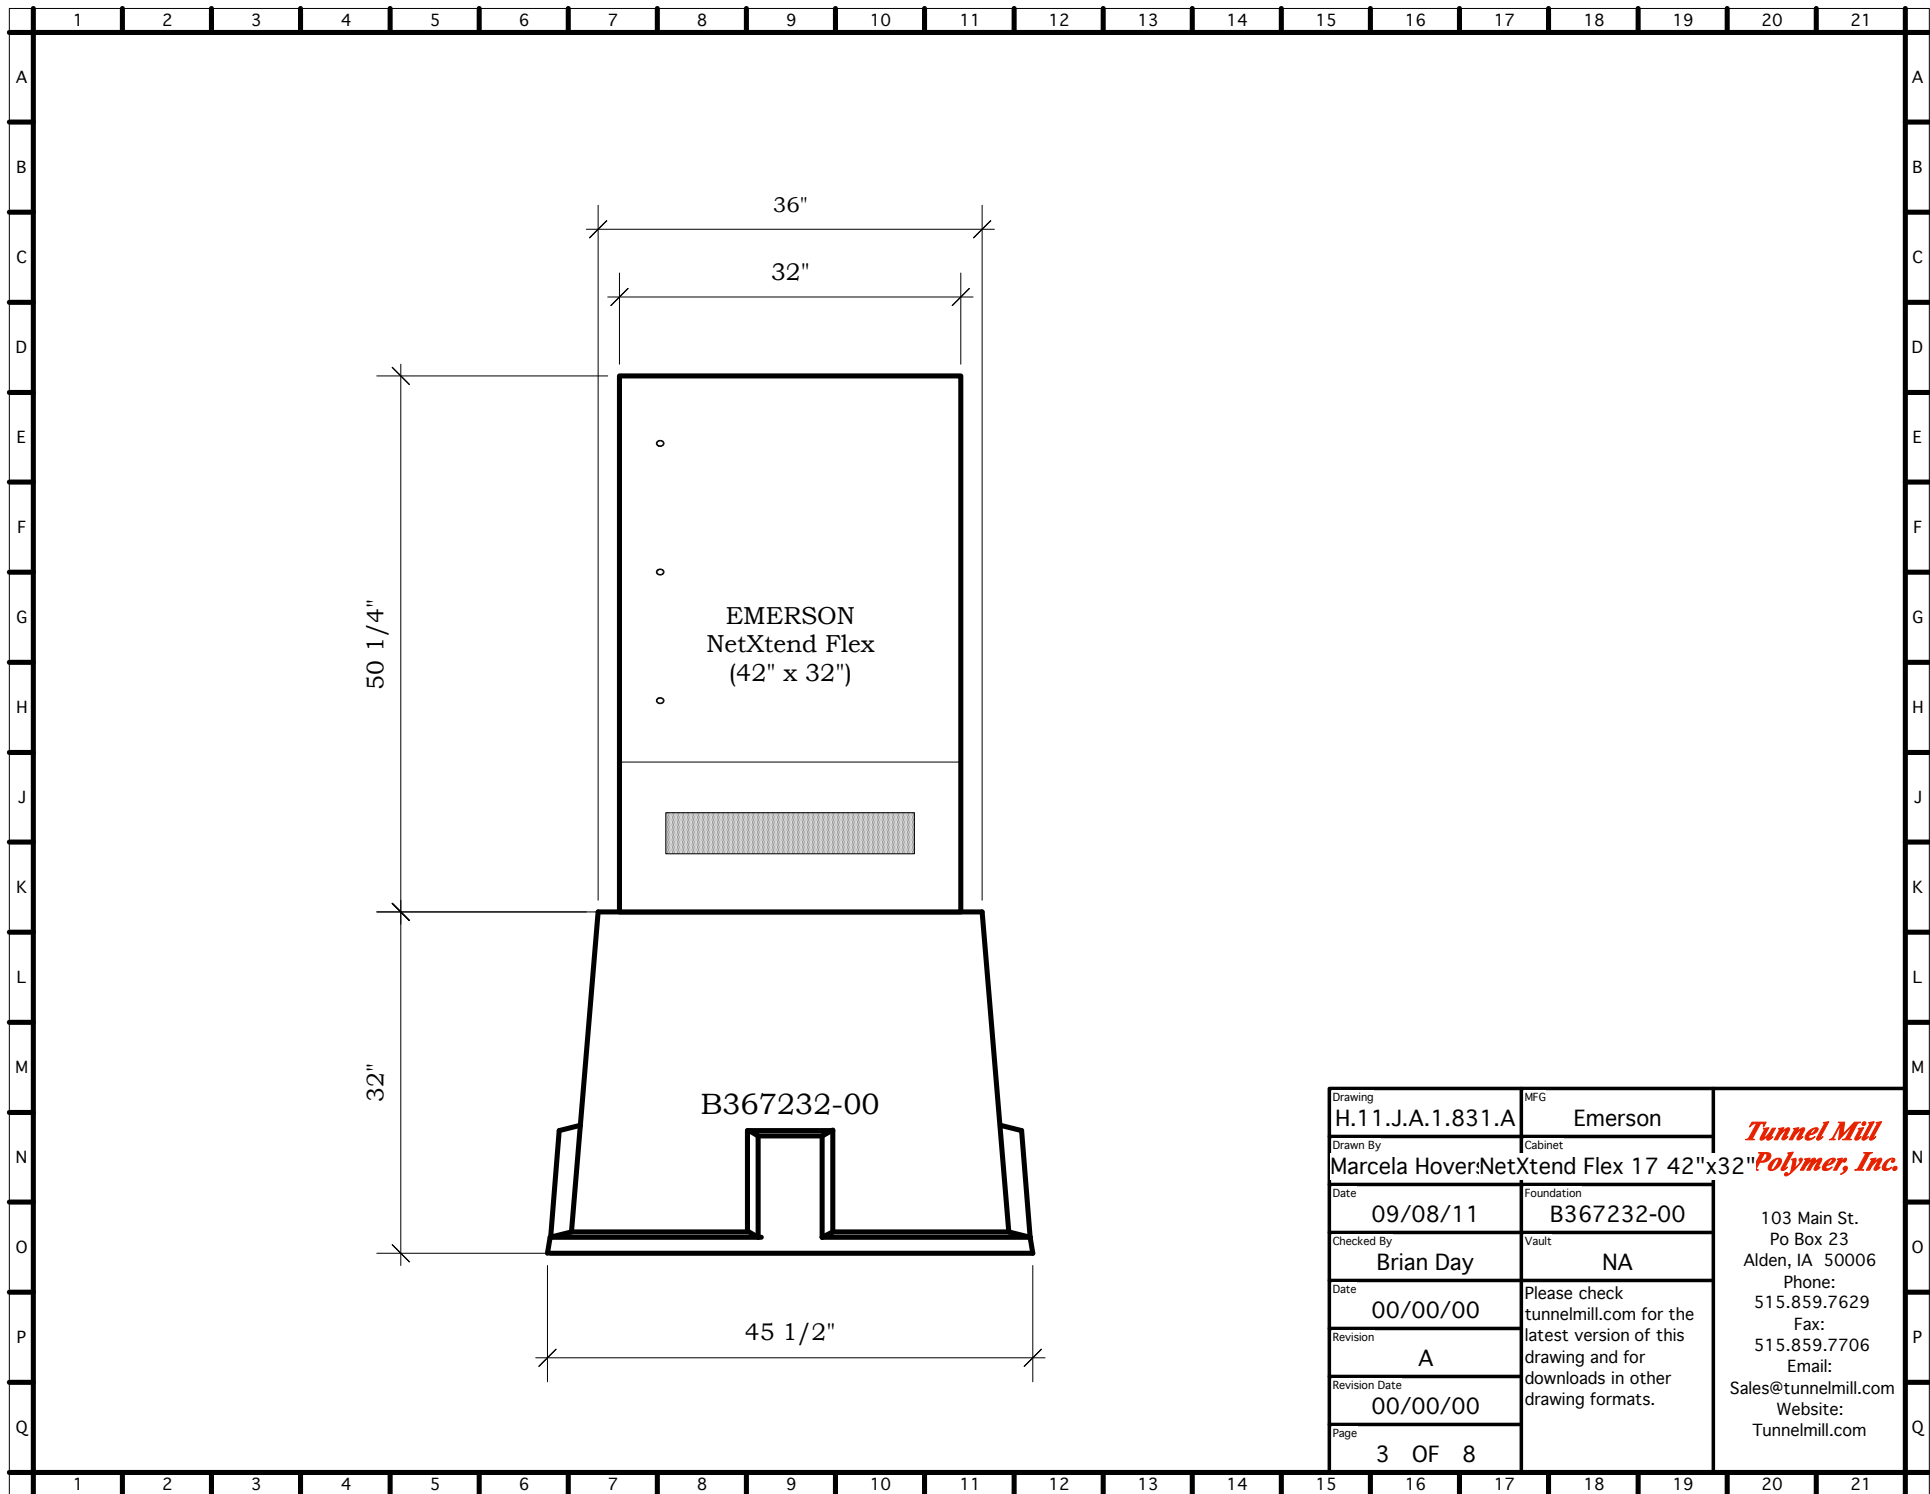 1 2 3 4 5 6 7 8 9 10 11 12 13 14 15 16 17 18 19 20 21
A A
B B
C C
D D
E E
F F
G G
H H
J J
K K
L L
M M
N N
O O
P P
Q Q
36"
32"
50 1/4"
EMERSON
NetXtend Flex
(42" x 32")
32"
B367232-00
45 1/2"
Drawing
H.11.J.A.1.831.A
MFG
Emerson
Drawn By
Marcela Hovers
Cabinet
NetXtend Flex 17 42"x32"
Date
09/08/11
Foundation
B367232-00
Checked By
Brian Day
Vault
NA
Date
00/00/00
Revision
A
Revision Date
00/00/00
Page
3 OF 8
Please check
tunnelmill.com for the
latest version of this
drawing and for
downloads in other
drawing formats.
Tunnel Mill
Polymer, Inc.
103 Main St.
Po Box 23
Alden, IA 50006
Phone:
515.859.7629
Fax:
515.859.7706
Email:
Sales@tunnelmill.com
Website:
Tunnelmill.com
1 2 3 4 5 6 7 8 9 10 11 12 13 14 15 16 17 18 19 20 21